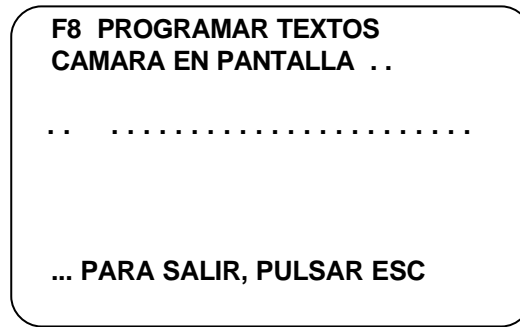 F8 PROGRAMAR TEXTOS
CAMARA EN PANTALLA . .
. . . . . . . . . . . . . . . . . . . . . . . . .
... PARA SALIR, PULSAR ESC